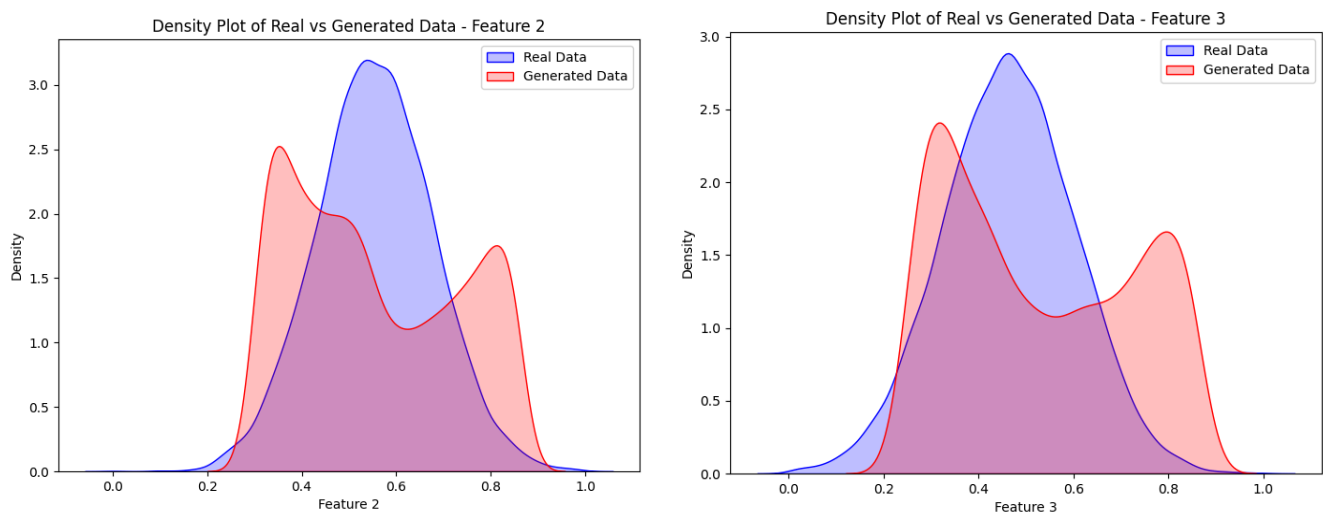 Density Plot of Real vs Generated Data - Feature 2
Real Data
Generated Data
3.0
2.5
2.0
1.5
1.0
0.5
0.0
Density
0.0 0.2 0.4 0.6 0.8 1.0
Feature 2
Density Plot of Real vs Generated Data - Feature 3
Real Data
Generated Data
3.0
2.5
2.0
1.5
1.0
0.5
0.0
Density
0.0 0.2 0.4 0.6 0.8 1.0
Feature 3